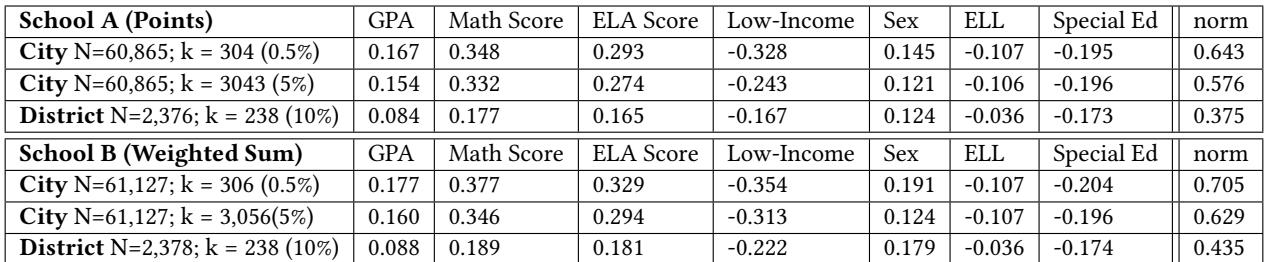 School A (Points) GPA Math Score ELA Score Low-Income Sex ELL Special Ed norm
City N=60,865; k = 304 (0.5%) 0.167 0.348 0.293 -0.328 0.145 -0.107 -0.195 0.643
City N=60,865; k = 3043 (5%) 0.154 0.332 0.274 -0.243 0.121 -0.106 -0.196 0.576
District N=2,376; k = 238 (10%) 0.084 0.177 0.165 -0.167 0.124 -0.036 -0.173 0.375
School B (Weighted Sum) GPA Math Score ELA Score Low-Income Sex ELL Special Ed norm
City N=61,127; k = 306 (0.5%) 0.177 0.377 0.329 -0.354 0.191 -0.107 -0.204 0.705
City N=61,127; k = 3,056(5%) 0.160 0.346 0.294 -0.313 0.124 -0.107 -0.196 0.629
District N=2,378; k = 238 (10%) 0.088 0.189 0.181 -0.222 0.179 -0.036 -0.174 0.435